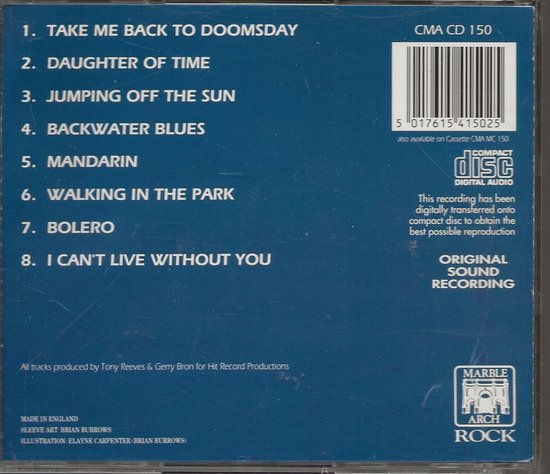 1. TAKE ME BACK TO DOOMSDAY
2. DAUGHTER OF TIME
3. JUMPING OFF THE SUN
4. BACKWATER BLUES
5. MANDARIN
6. WALKING IN THE PARK
7. BOLERO
8. I CAN'T LIVE WITHOUT YOU
All tracks produced by Tony Reeves & Gerry Bron for Hit Record Productions
MADE IN ENGLAND
SLEEVE ART: BRIAN BURROWS
ILLUSTRATION: ELAYNE CARPENTER (BRIAN BURROWS)
CMA CD 150
5 017615 415025
also available on Cassette CMA MC 150
COMPACT
disc
DIGITAL AUDIO
This recording has been
digitally transferred onto
compact disc to obtain the
best possible reproduction
ORIGINAL
SOUND
RECORDING
MARBLE
ARCH
ROCK